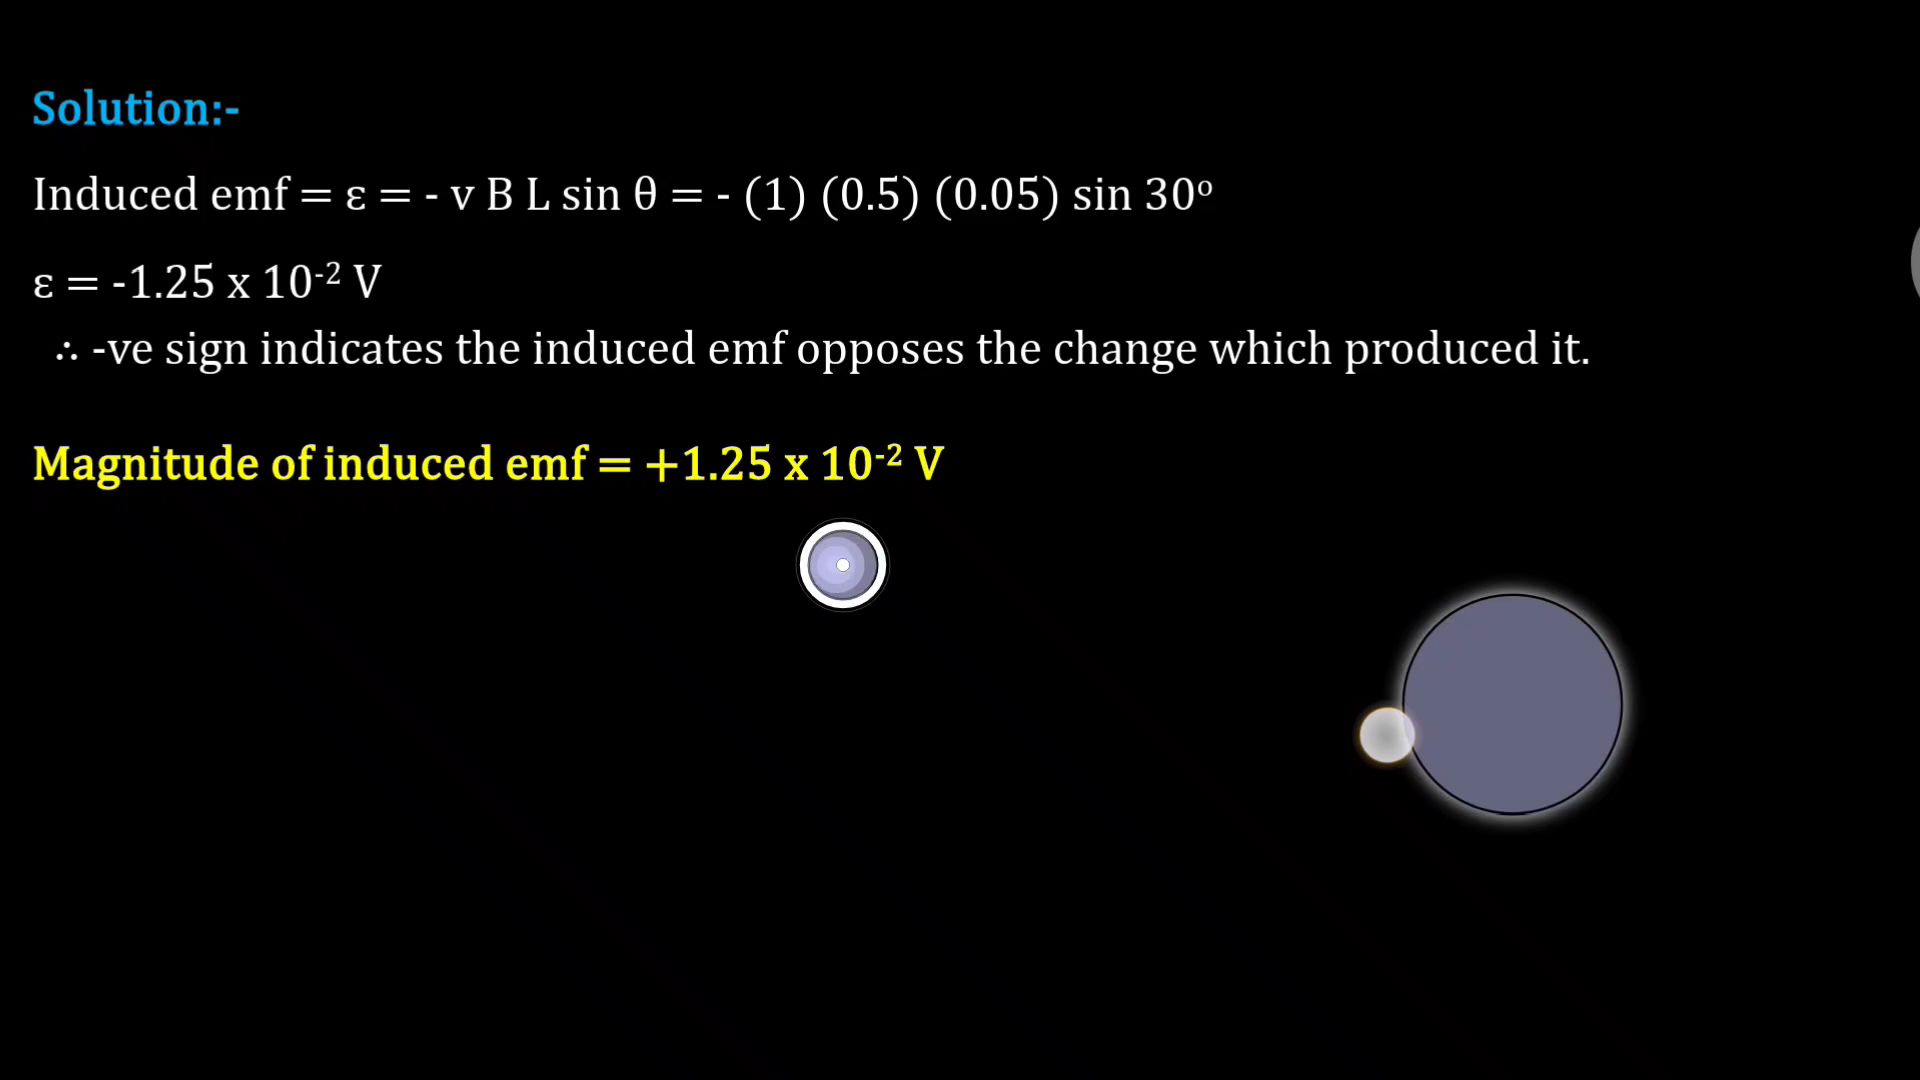 Solution:-
Induced emf = ε = - v B L sin θ = - (1) (0.5) (0.05) sin 30º
ε = -1.25 x 10⁻² V
∴ -ve sign indicates the induced emf opposes the change which produced it.
Magnitude of induced emf = +1.25 x 10⁻² V